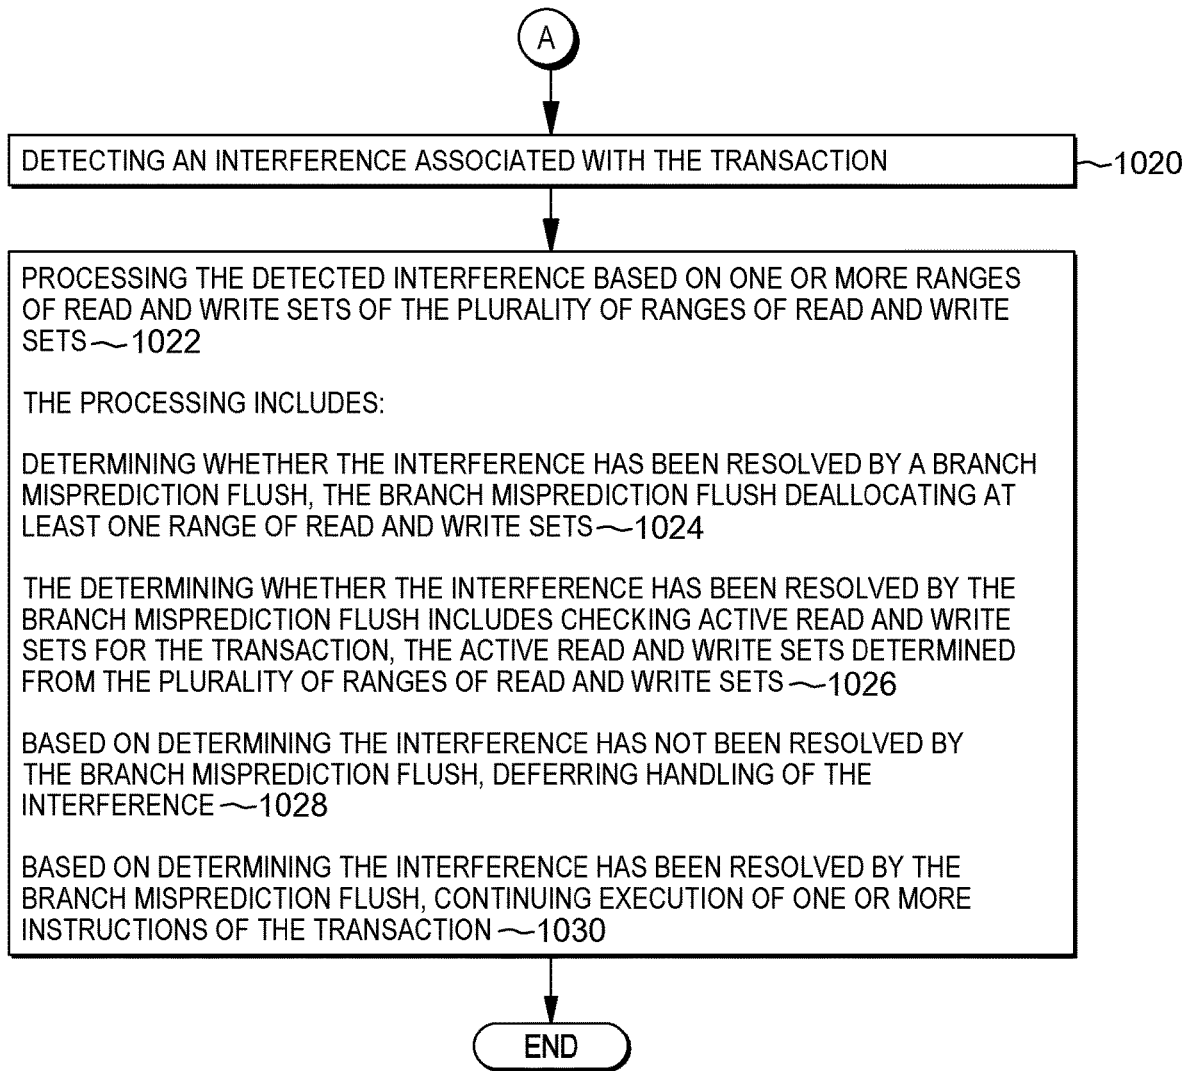 A
DETECTING AN INTERFERENCE ASSOCIATED WITH THE TRANSACTION
1020
PROCESSING THE DETECTED INTERFERENCE BASED ON ONE OR MORE RANGES
OF READ AND WRITE SETS OF THE PLURALITY OF RANGES OF READ AND WRITE
SETS 1022
THE PROCESSING INCLUDES:
DETERMINING WHETHER THE INTERFERENCE HAS BEEN RESOLVED BY A BRANCH
MISPREDICTION FLUSH, THE BRANCH MISPREDICTION FLUSH DEALLOCATING AT
LEAST ONE RANGE OF READ AND WRITE SETS 1024
THE DETERMINING WHETHER THE INTERFERENCE HAS BEEN RESOLVED BY THE
BRANCH MISPREDICTION FLUSH INCLUDES CHECKING ACTIVE READ AND WRITE
SETS FOR THE TRANSACTION, THE ACTIVE READ AND WRITE SETS DETERMINED
FROM THE PLURALITY OF RANGES OF READ AND WRITE SETS 1026
BASED ON DETERMINING THE INTERFERENCE HAS NOT BEEN RESOLVED BY
THE BRANCH MISPREDICTION FLUSH, DEFERRING HANDLING OF THE
INTERFERENCE 1028
BASED ON DETERMINING THE INTERFERENCE HAS BEEN RESOLVED BY THE
BRANCH MISPREDICTION FLUSH, CONTINUING EXECUTION OF ONE OR MORE
INSTRUCTIONS OF THE TRANSACTION 1030
END